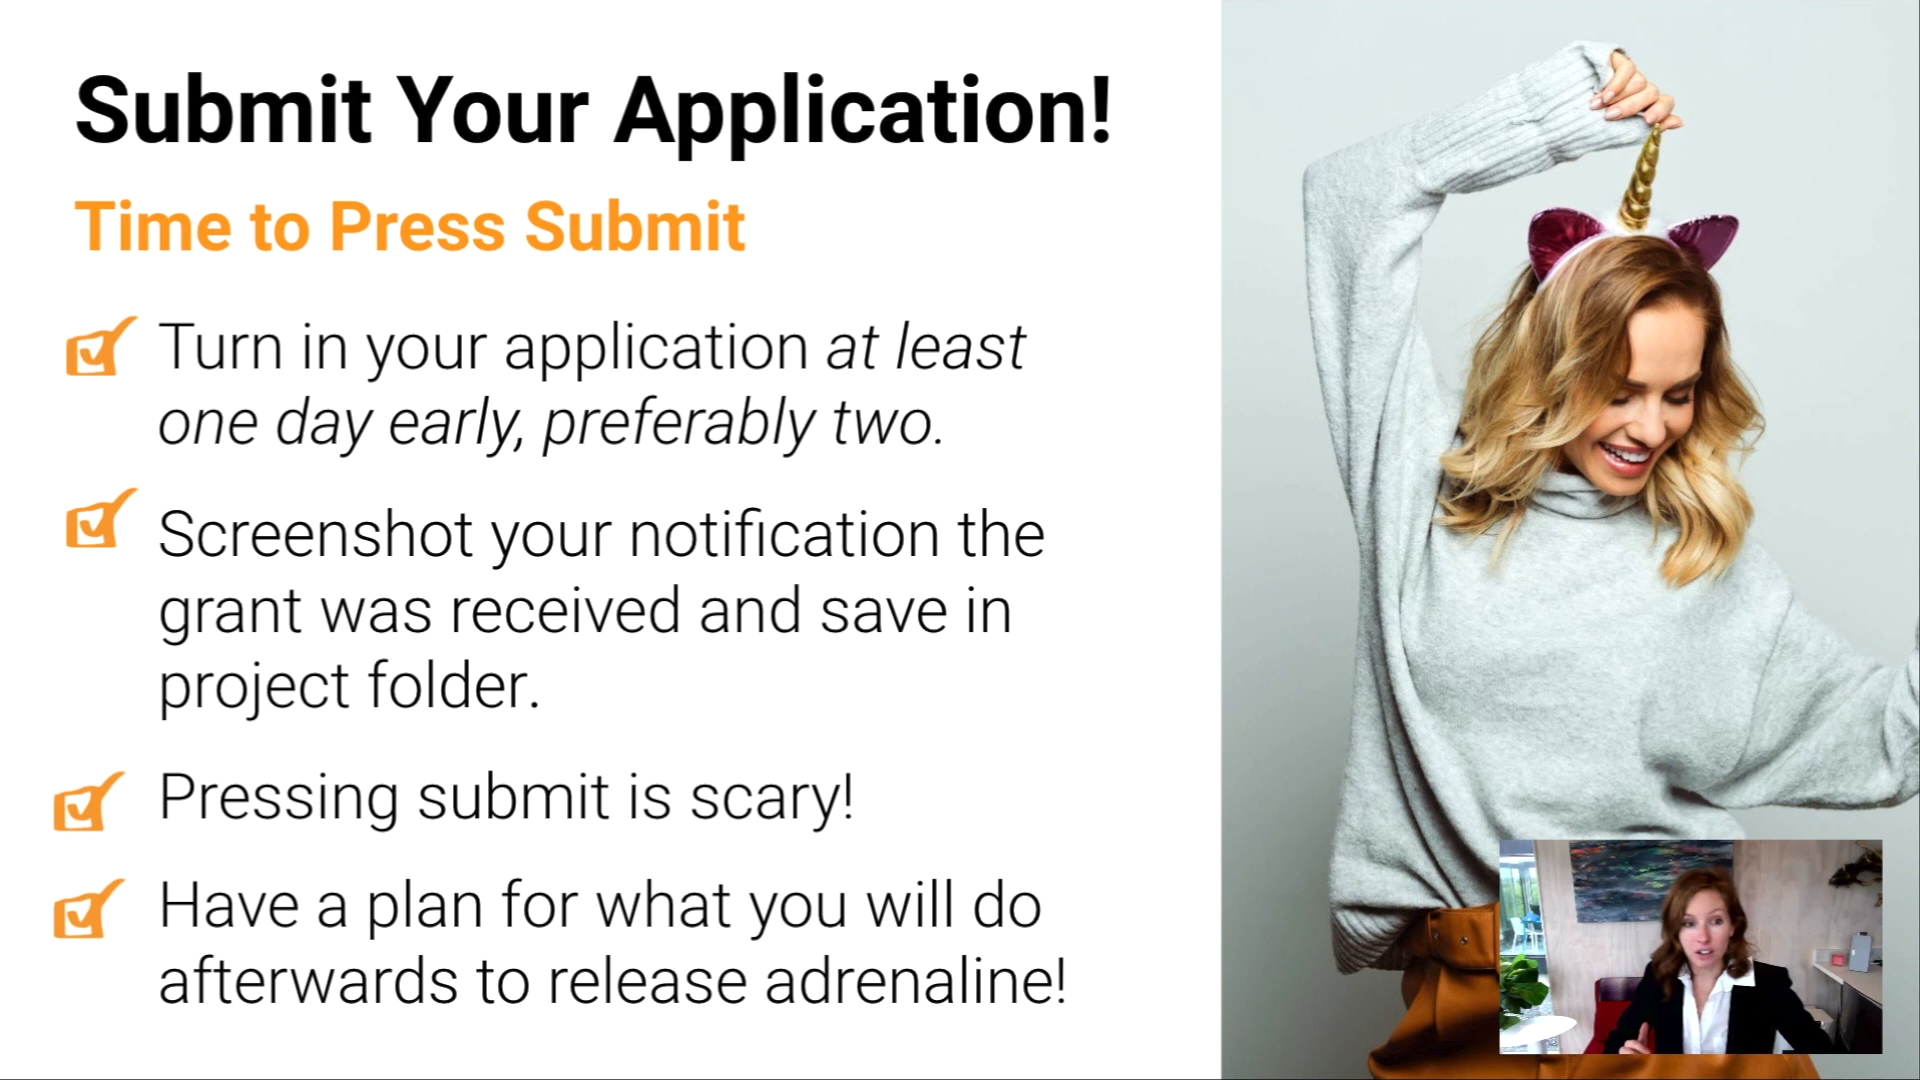 Submit Your Application!
Time to Press Submit
Turn in your application at least
one day early, preferably two.
Screenshot your notification the
grant was received and save in
project folder.
Pressing submit is scary!
Have a plan for what you will do
afterwards to release adrenaline!